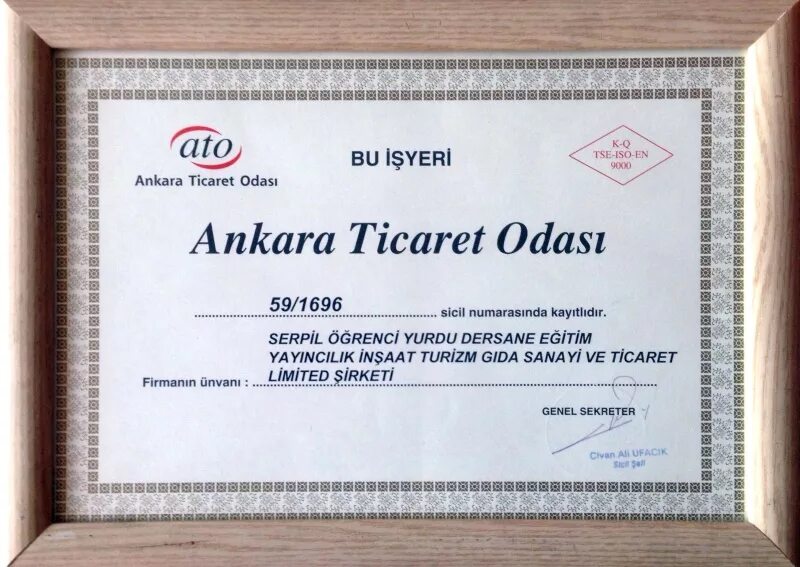 ato
Ankara Ticaret Odası
BU İŞYERİ
K-Q
TSE-ISO-EN
9000
Ankara Ticaret Odası
59/1696 sicil numarasında kayıtlıdır.
SERPİL ÖĞRENCİ YURDU DERSANE EĞİTİM
YAYINCILIK İNŞAAT TURİZM GIDA SANAYİ VE TİCARET
Firmanın ünvanı : LİMİTED ŞİRKETİ
GENEL SEKRETER
Civan Ali UFACIK
Sicil Şefi